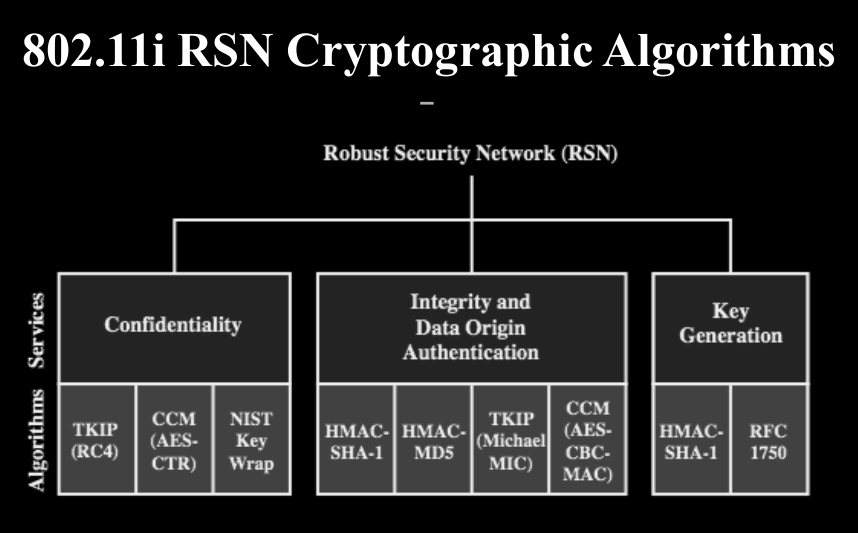 802.11i RSN Cryptographic Algorithms
–
Robust Security Network (RSN)
Services
Confidentiality
Integrity and
Data Origin
Authentication
Key
Generation
Algorithms
TKIP
(RC4)
CCM
(AES-
CTR)
NIST
Key
Wrap
HMAC-
SHA-1
HMAC-
MD5
TKIP
(Michael
MIC)
CCM
(AES-
CBC-
MAC)
HMAC-
SHA-1
RFC
1750